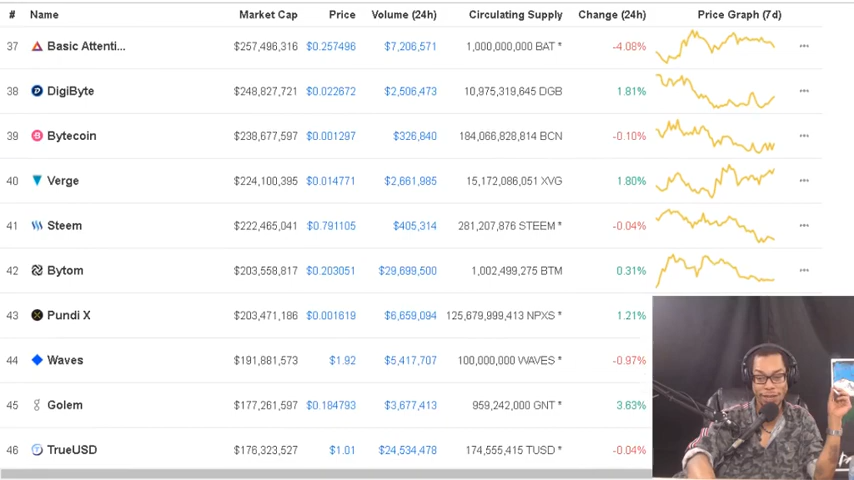 # Name Market Cap Price Volume (24h) Circulating Supply Change (24h) Price Graph (7d)
37 Basic Attenti... $257,496,316 $0.257496 $7,206,571 1,000,000,000 BAT * -4.08%
38 DigiByte $248,827,721 $0.022672 $2,506,473 10,975,319,645 DGB 1.81%
39 Bytecoin $238,677,597 $0.001297 $326,840 184,066,828,814 BCN -0.10%
40 Verge $224,100,395 $0.014771 $2,661,985 15,172,086,051 XVG 1.80%
41 Steem $222,465,041 $0.791105 $405,314 281,207,876 STEEM * -0.04%
42 Bytom $203,558,817 $0.203051 $29,699,500 1,002,499,275 BTM 0.31%
43 Pundi X $203,471,186 $0.001619 $6,659,094 125,679,999,413 NPXS * 1.21%
44 Waves $191,881,573 $1.92 $5,417,707 100,000,000 WAVES * -0.97%
45 Golem $177,261,597 $0.184793 $3,677,413 959,242,000 GNT * 3.63%
46 TrueUSD $176,323,527 $1.01 $24,534,478 174,555,415 TUSD * -0.04%